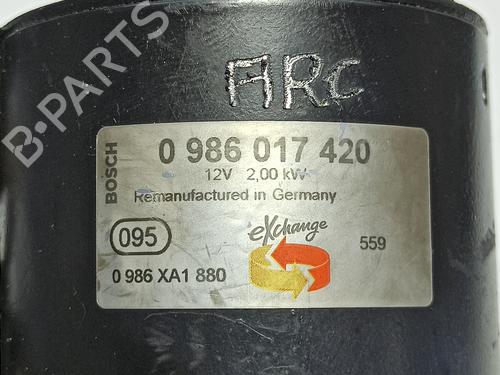 B-PARTS
ARC
BOSCH
0 986 017 420
12V 2,00 kW
Remanufactured in Germany
095
eXchange
559
0 986 XA1 880